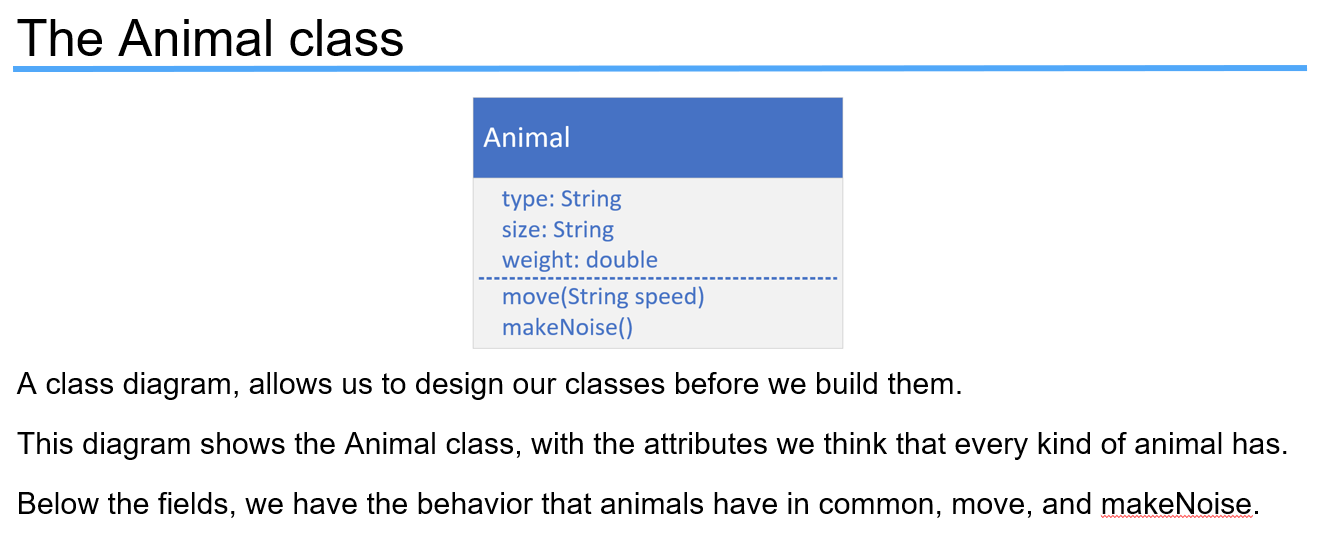 The Animal class
Animal
type: String
size: String
weight: double
move(String speed)
makeNoise()
A class diagram, allows us to design our classes before we build them.
This diagram shows the Animal class, with the attributes we think that every kind of animal has.
Below the fields, we have the behavior that animals have in common, move, and makeNoise.